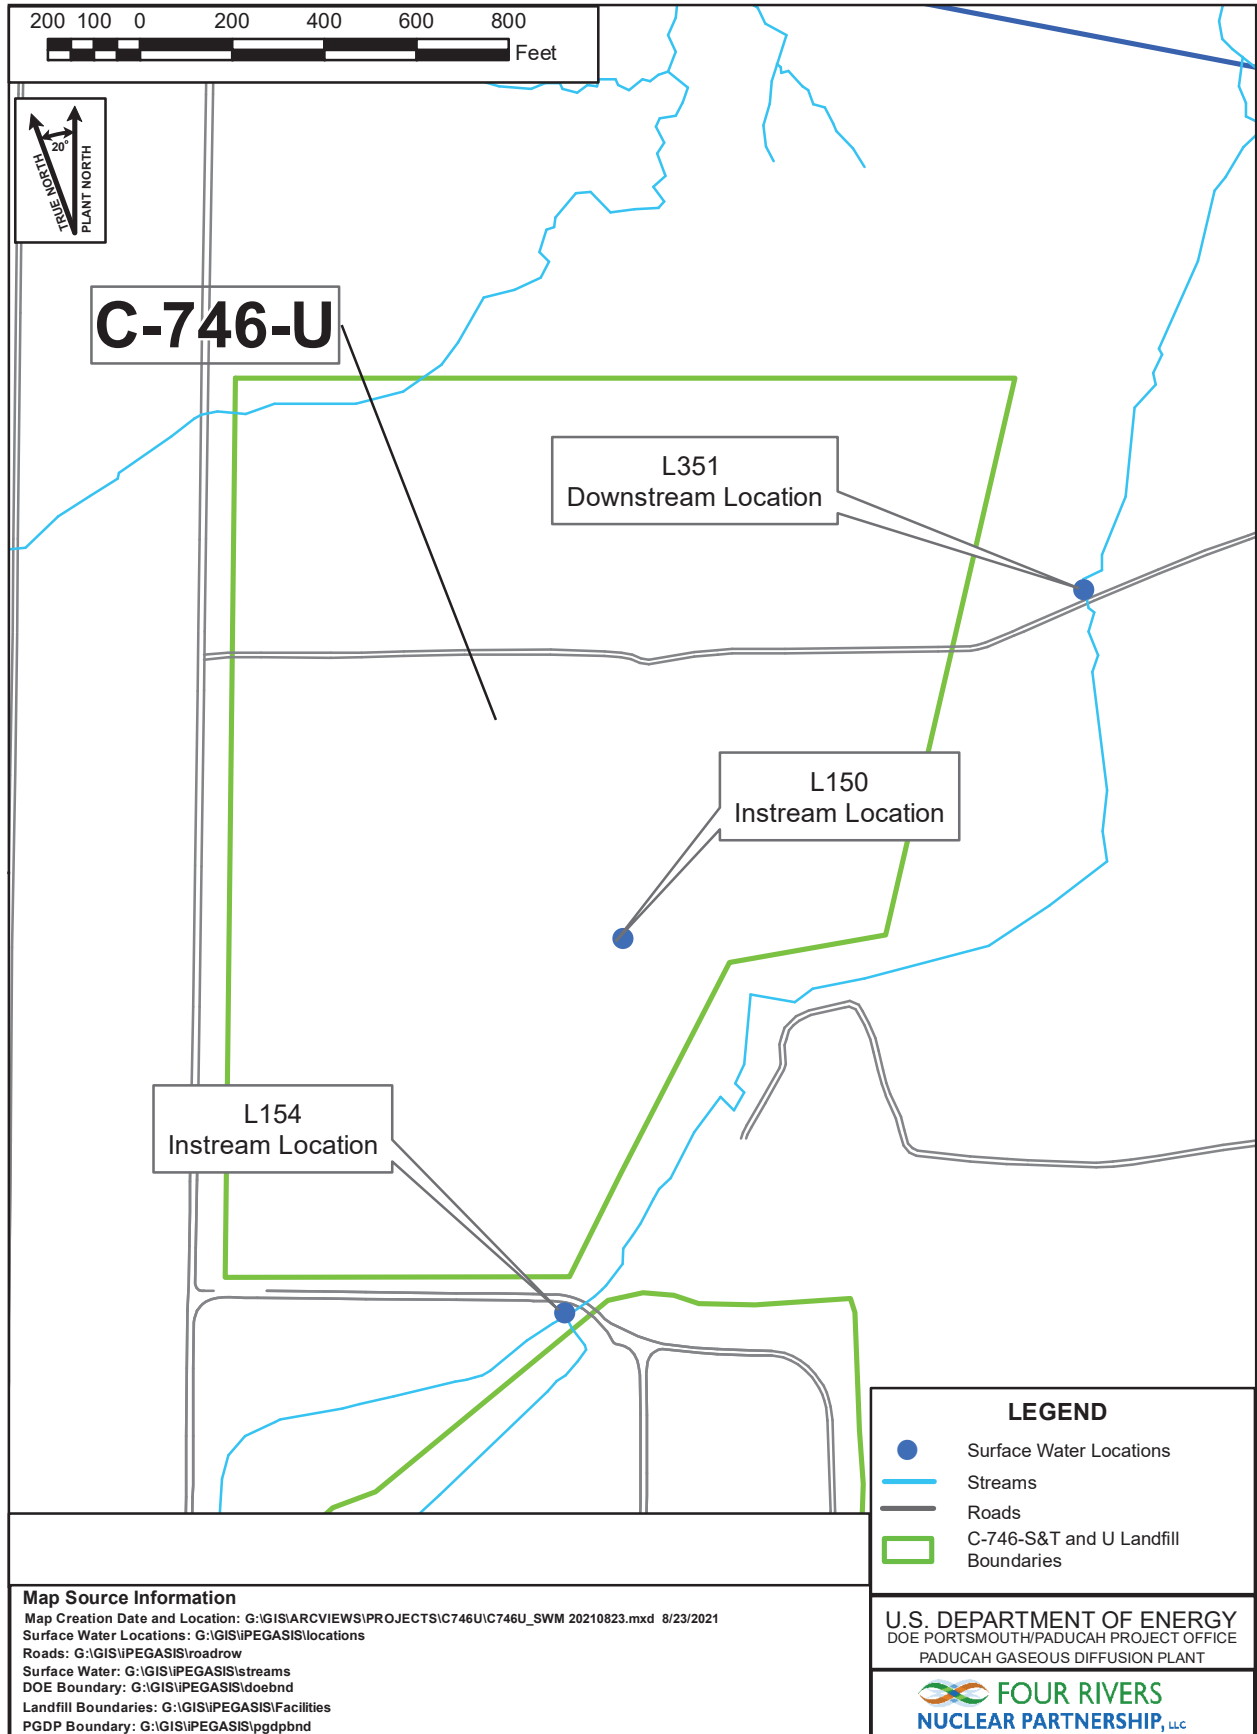 200 100 0 200 400 600 800
Feet
20°
TRUE NORTH
PLANT NORTH
C-746-U
L351
Downstream Location
L150
Instream Location
L154
Instream Location
LEGEND
Surface Water Locations
Streams
Roads
C-746-S&T and U Landfill
Boundaries
Map Source Information
Map Creation Date and Location: G:\GIS\ARCVIEWS\PROJECTS\C746U\C746U_SWM 20210823.mxd 8/23/2021
Surface Water Locations: G:\GIS\iPEGASIS\locations
Roads: G:\GIS\iPEGASIS\roadrow
Surface Water: G:\GIS\iPEGASIS\streams
DOE Boundary: G:\GIS\iPEGASIS\doebnd
Landfill Boundaries: G:\GIS\iPEGASIS\Facilities
PGDP Boundary: G:\GIS\iPEGASIS\pgdpbnd
U.S. DEPARTMENT OF ENERGY
DOE PORTSMOUTH/PADUCAH PROJECT OFFICE
PADUCAH GASEOUS DIFFUSION PLANT
FOUR RIVERS
NUCLEAR PARTNERSHIP, LLC